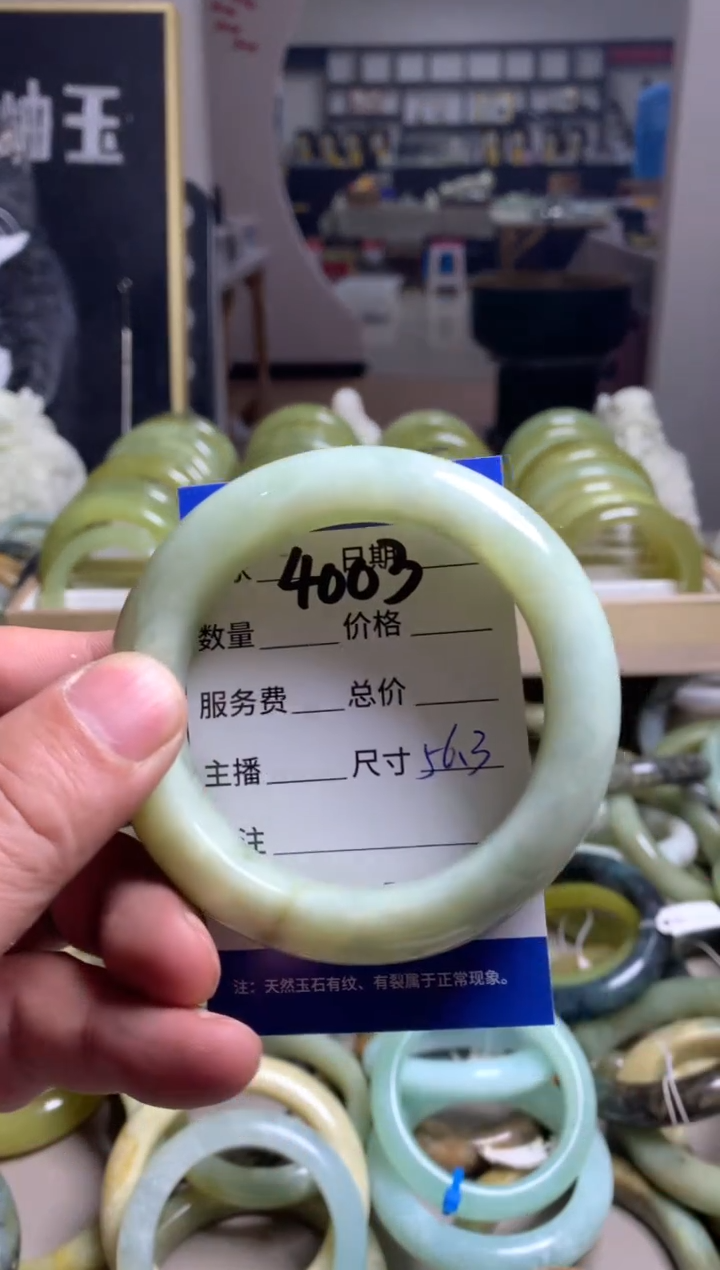 岫玉
日期
4003
数量 价格
服务费 总价
主播 尺寸 56.3
注
注：天然玉石有纹、有裂属于正常现象。